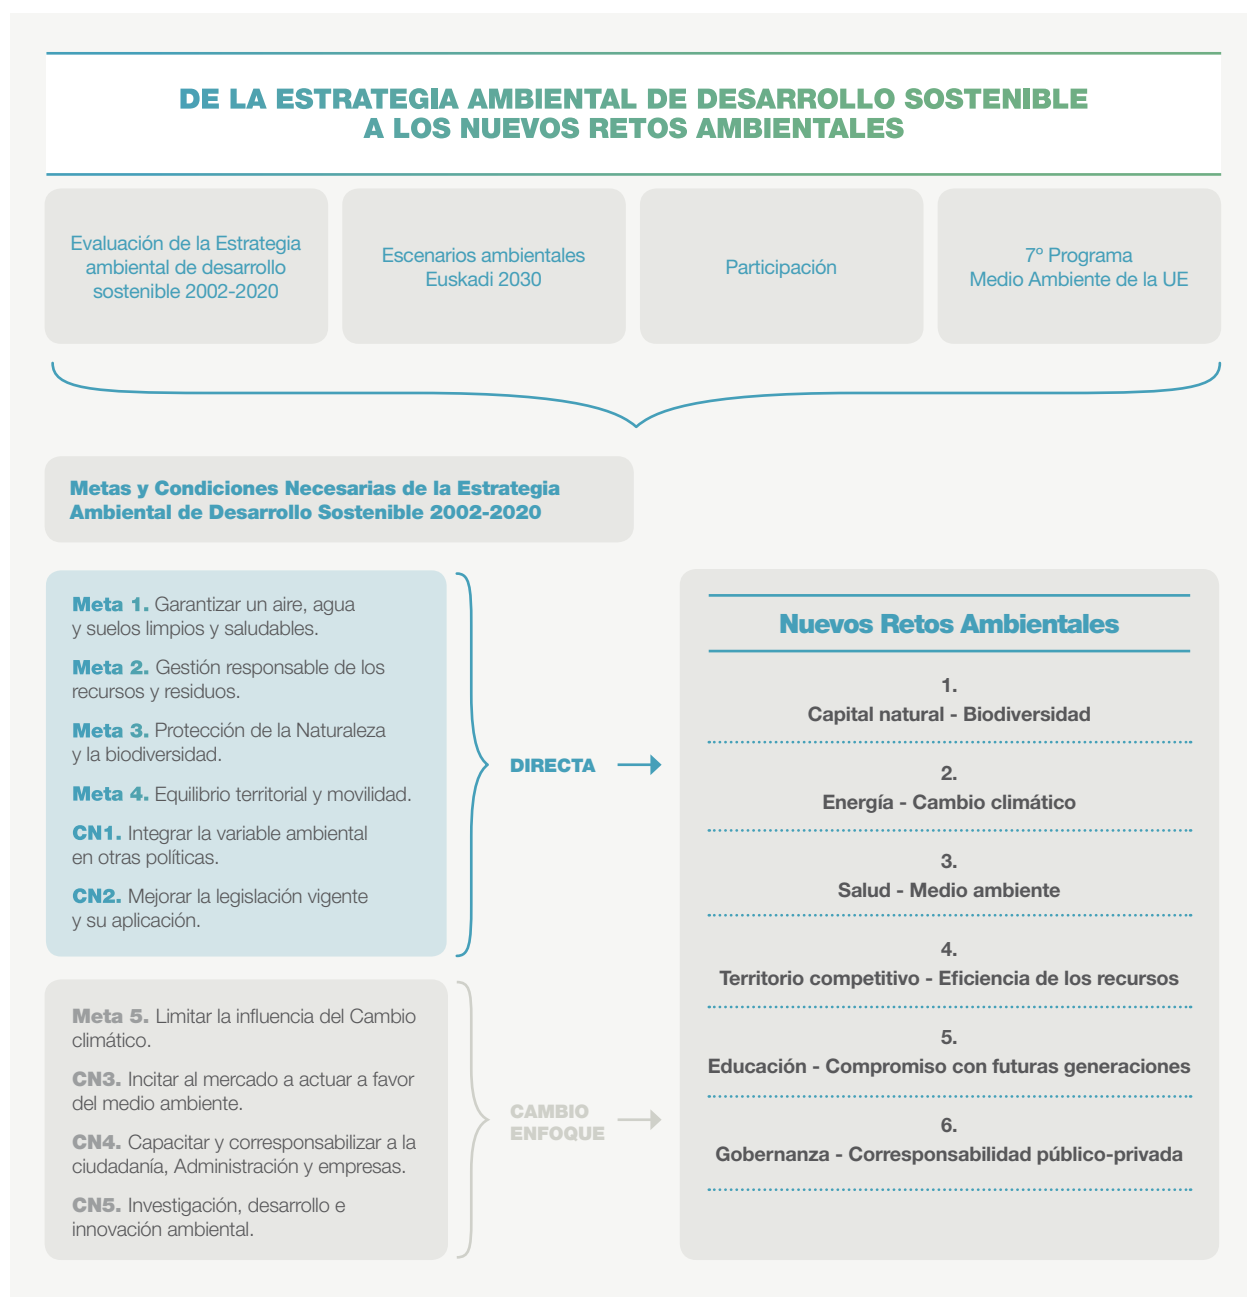 DE LA ESTRATEGIA AMBIENTAL DE DESARROLLO SOSTENIBLE
A LOS NUEVOS RETOS AMBIENTALES
Evaluación de la Estrategia
ambiental de desarrollo
sostenible 2002-2020
Escenarios ambientales
Euskadi 2030
Participación
7º Programa
Medio Ambiente de la UE
Metas y Condiciones Necesarias de la Estrategia
Ambiental de Desarrollo Sostenible 2002-2020
Meta 1. Garantizar un aire, agua
y suelos limpios y saludables.
Meta 2. Gestión responsable de los
recursos y residuos.
Meta 3. Protección de la Naturaleza
y la biodiversidad.
Meta 4. Equilibrio territorial y movilidad.
CN1. Integrar la variable ambiental
en otras políticas.
CN2. Mejorar la legislación vigente
y su aplicación.
DIRECTA
Meta 5. Limitar la influencia del Cambio
climático.
CN3. Incitar al mercado a actuar a favor
del medio ambiente.
CN4. Capacitar y corresponsabilizar a la
ciudadanía, Administración y empresas.
CN5. Investigación, desarrollo e
innovación ambiental.
CAMBIO
ENFOQUE
Nuevos Retos Ambientales
1.
Capital natural - Biodiversidad
2.
Energía - Cambio climático
3.
Salud - Medio ambiente
4.
Territorio competitivo - Eficiencia de los recursos
5.
Educación - Compromiso con futuras generaciones
6.
Gobernanza - Corresponsabilidad público-privada